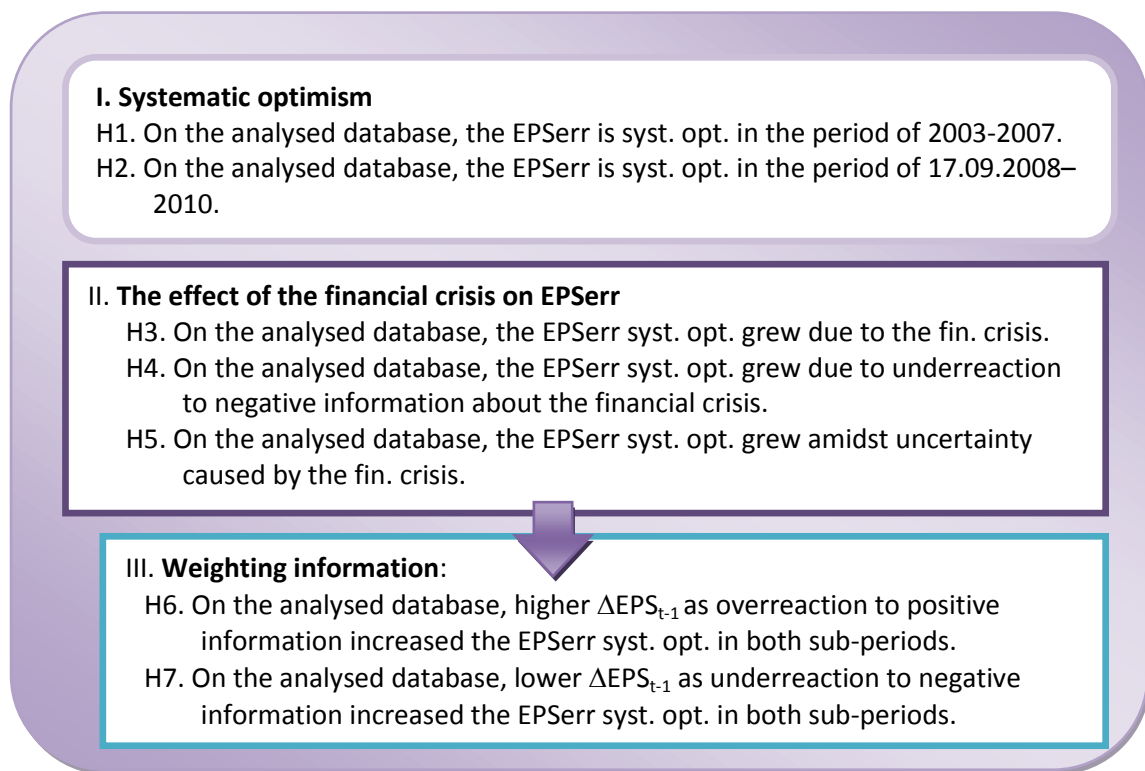 I. Systematic optimism
H1. On the analysed database, the EPSerr is syst. opt. in the period of 2003-2007.
H2. On the analysed database, the EPSerr is syst. opt. in the period of 17.09.2008–
2010.
II. The effect of the financial crisis on EPSerr
H3. On the analysed database, the EPSerr syst. opt. grew due to the fin. crisis.
H4. On the analysed database, the EPSerr syst. opt. grew due to underreaction
to negative information about the financial crisis.
H5. On the analysed database, the EPSerr syst. opt. grew amidst uncertainty
caused by the fin. crisis.
III. Weighting information:
H6. On the analysed database, higher ΔEPSₜ₋₁ as overreaction to positive
information increased the EPSerr syst. opt. in both sub-periods.
H7. On the analysed database, lower ΔEPSₜ₋₁ as underreaction to negative
information increased the EPSerr syst. opt. in both sub-periods.